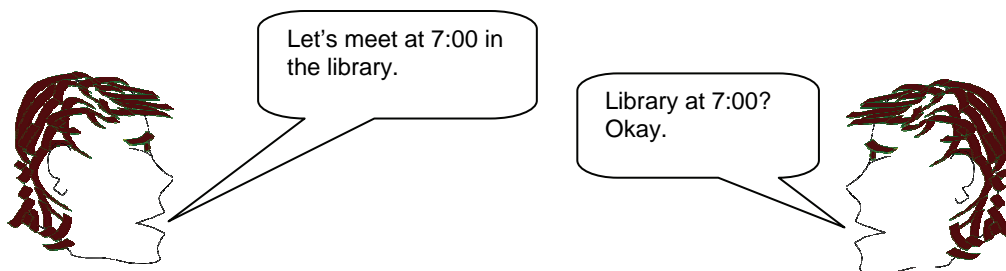 Let’s meet at 7:00 in
the library.
Library at 7:00?
Okay.